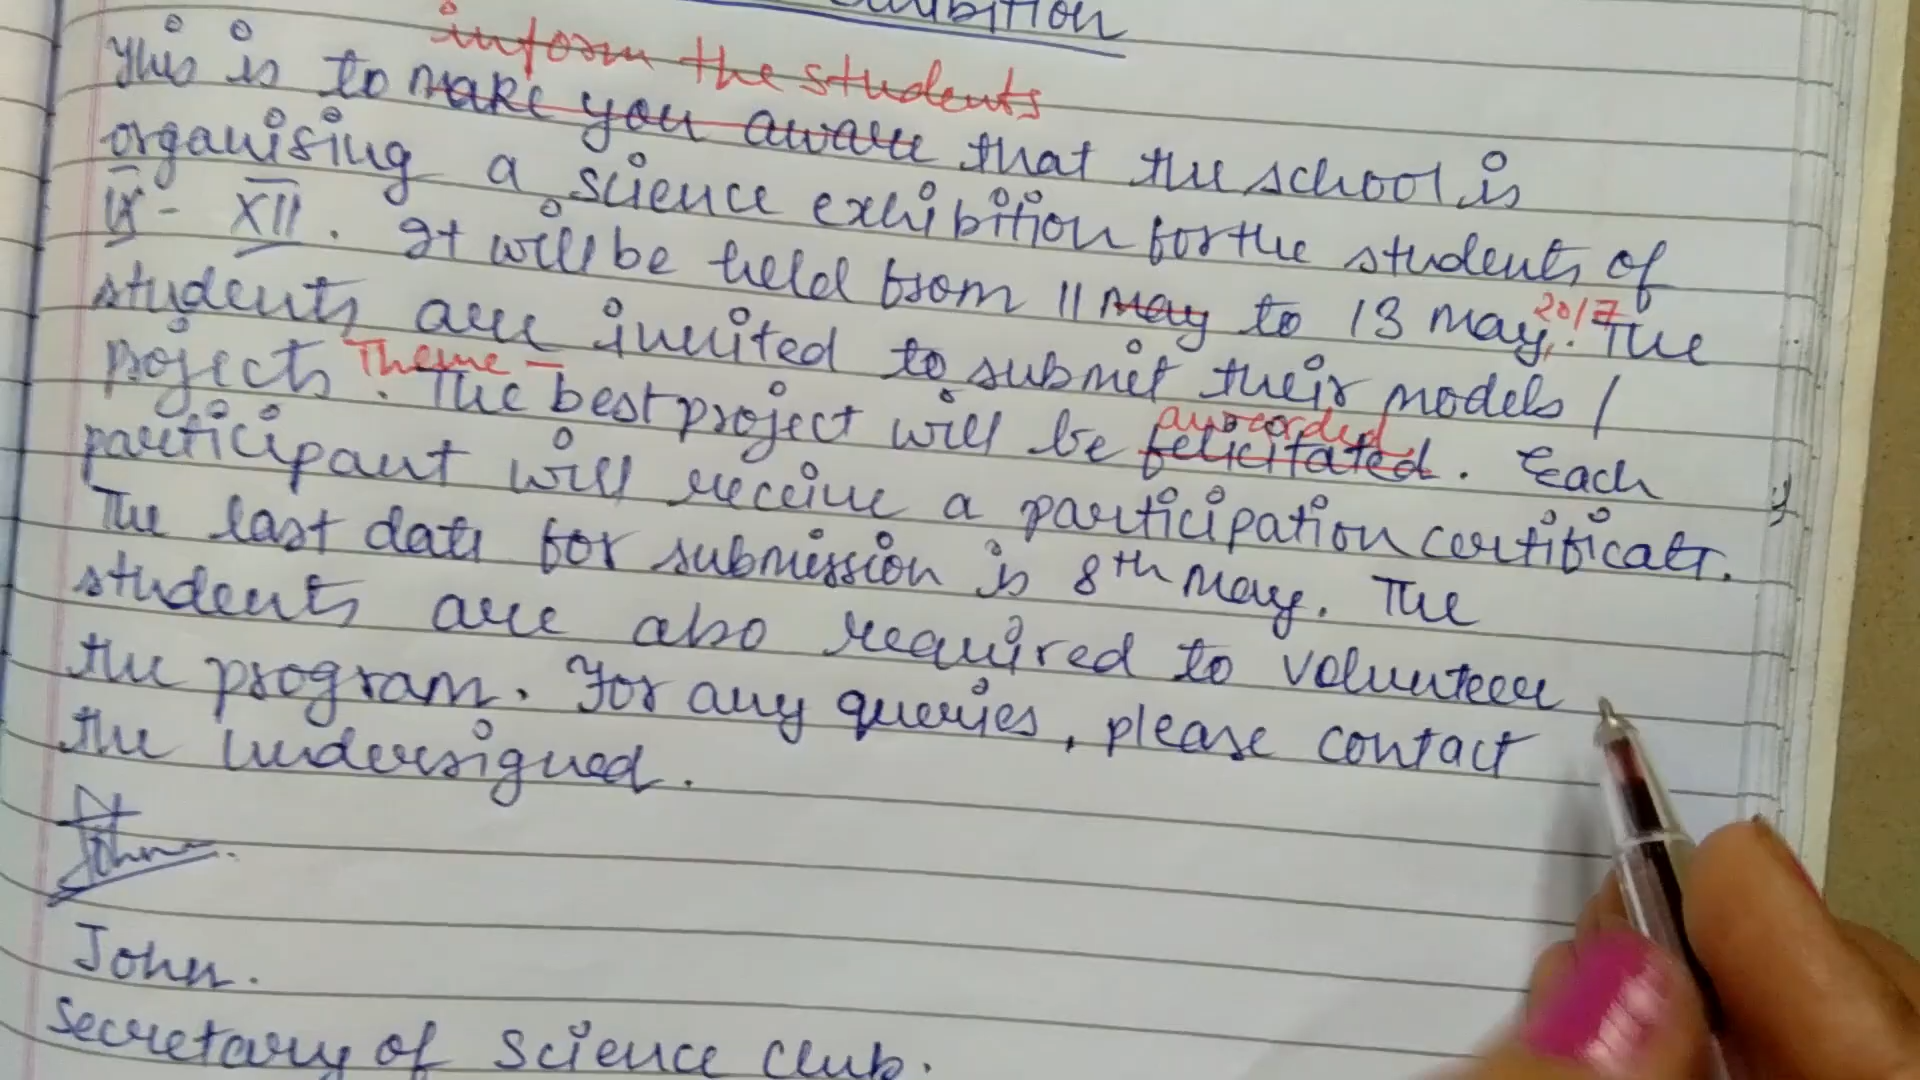 inform the students
This is to make you aware that the school is
organising a science exhibition for the students of
IX - XII. It will be held from 11 May to 13 May, 2017. The
students are invited to submit their models /
projects. Theme - The best project will be felicitated. Each
awarded
participant will receive a participation certificate.
The last date for submission is 8th May. The
students are also required to volunteer
the program. For any queries, please contact
the undersigned.
John.
John.
Secretary of Science Club.